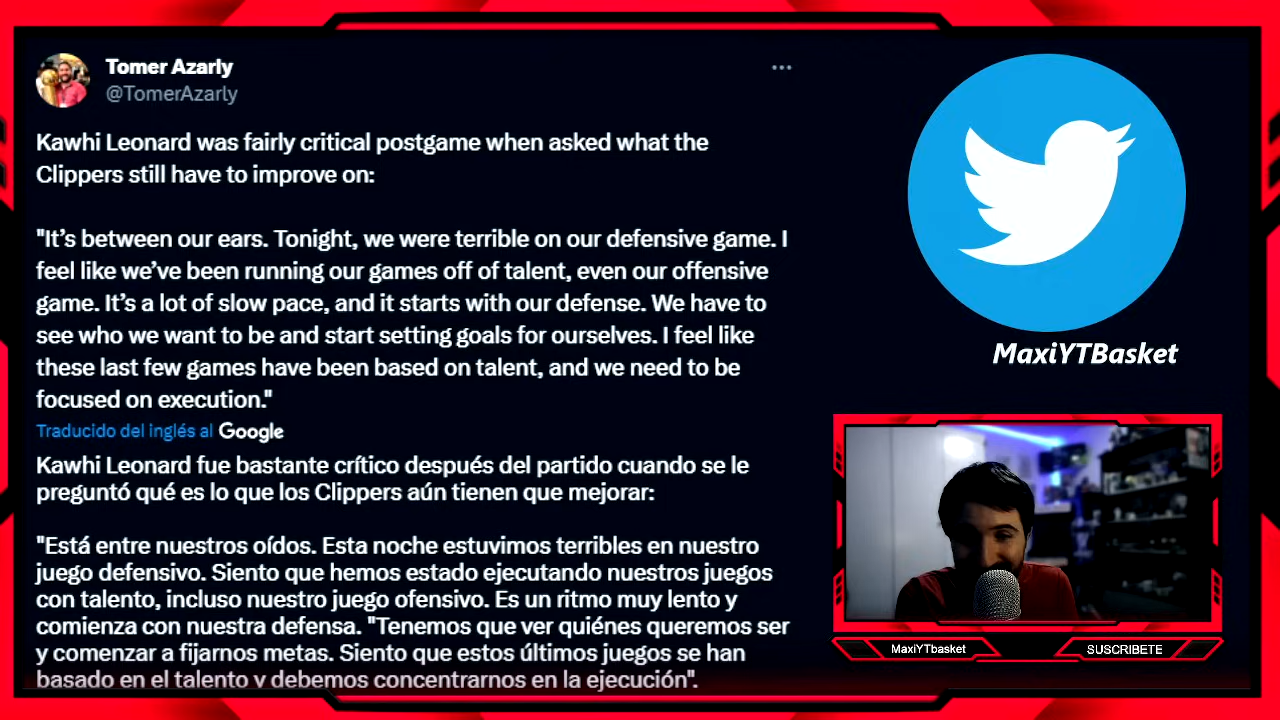 Tomer Azarly
@TomerAzarly
Kawhi Leonard was fairly critical postgame when asked what the
Clippers still have to improve on:
"It’s between our ears. Tonight, we were terrible on our defensive game. I
feel like we’ve been running our games off of talent, even our offensive
game. It’s a lot of slow pace, and it starts with our defense. We have to
see who we want to be and start setting goals for ourselves. I feel like
these last few games have been based on talent, and we need to be
focused on execution."
Traducido del inglés al Google
Kawhi Leonard fue bastante crítico después del partido cuando se le
preguntó qué es lo que los Clippers aún tienen que mejorar:
"Está entre nuestros oídos. Esta noche estuvimos terribles en nuestro
juego defensivo. Siento que hemos estado ejecutando nuestros juegos
con talento, incluso nuestro juego ofensivo. Es un ritmo muy lento y
comienza con nuestra defensa. "Tenemos que ver quiénes queremos ser
y comenzar a fijarnos metas. Siento que estos últimos juegos se han
basado en el talento y debemos concentrarnos en la ejecución".
MaxiYTBasket
MaxiYTbasket
SUSCRIBETE